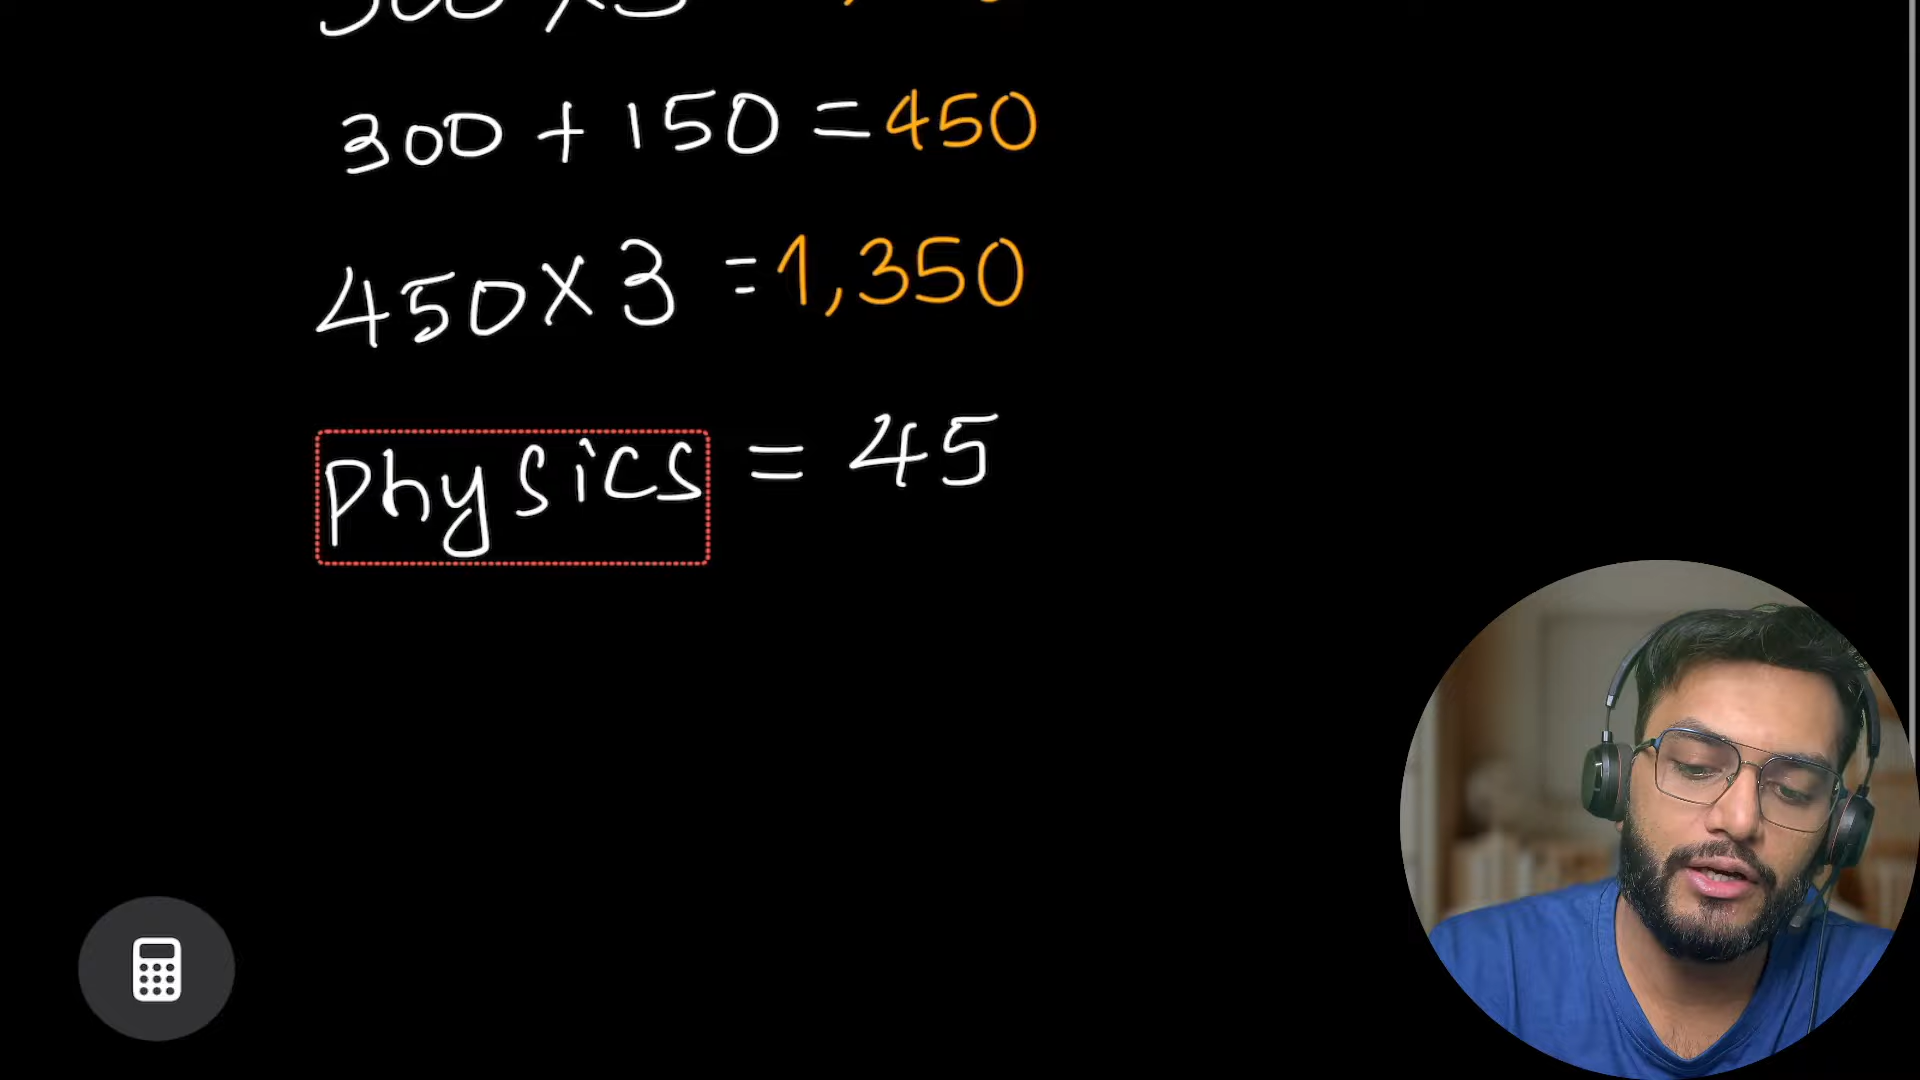 300 + 150 = 450
450 × 3 = 1,350
Physics = 45